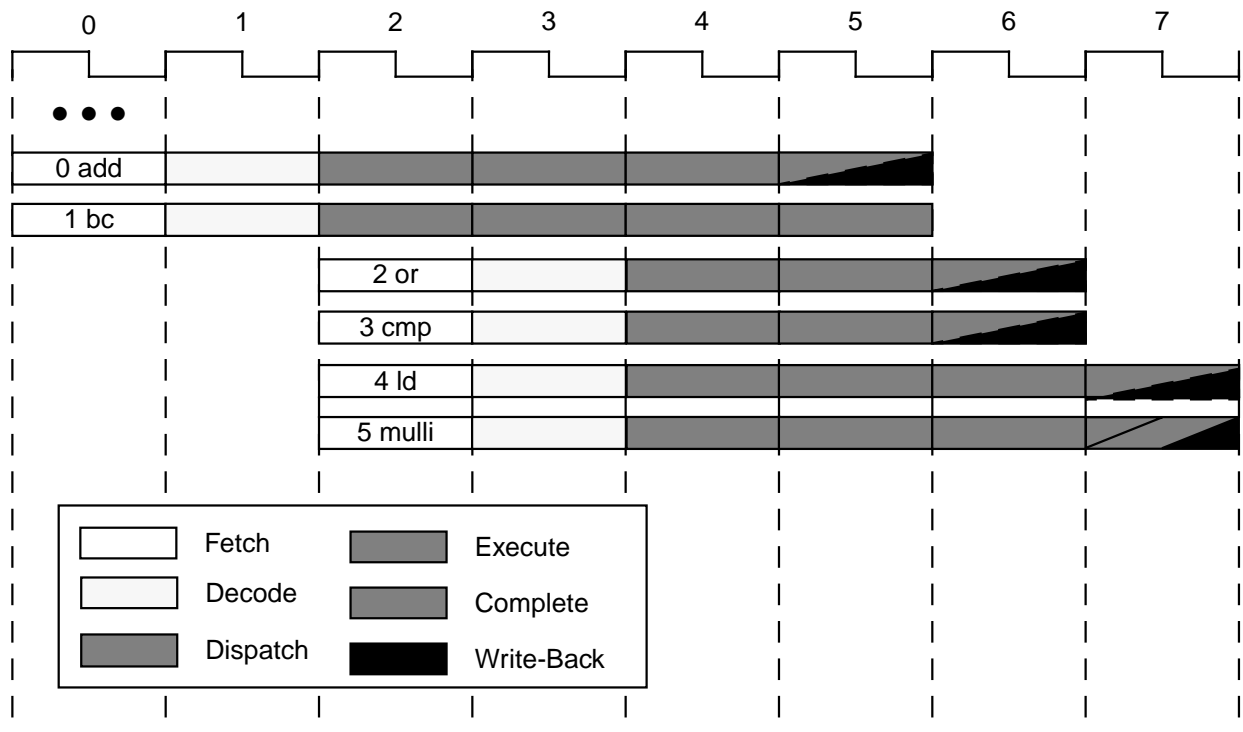 0 1 2 3 4 5 6 7
0 add
1 bc
2 or
3 cmp
4 ld
5 mulli
Fetch Execute
Decode Complete
Dispatch Write-Back